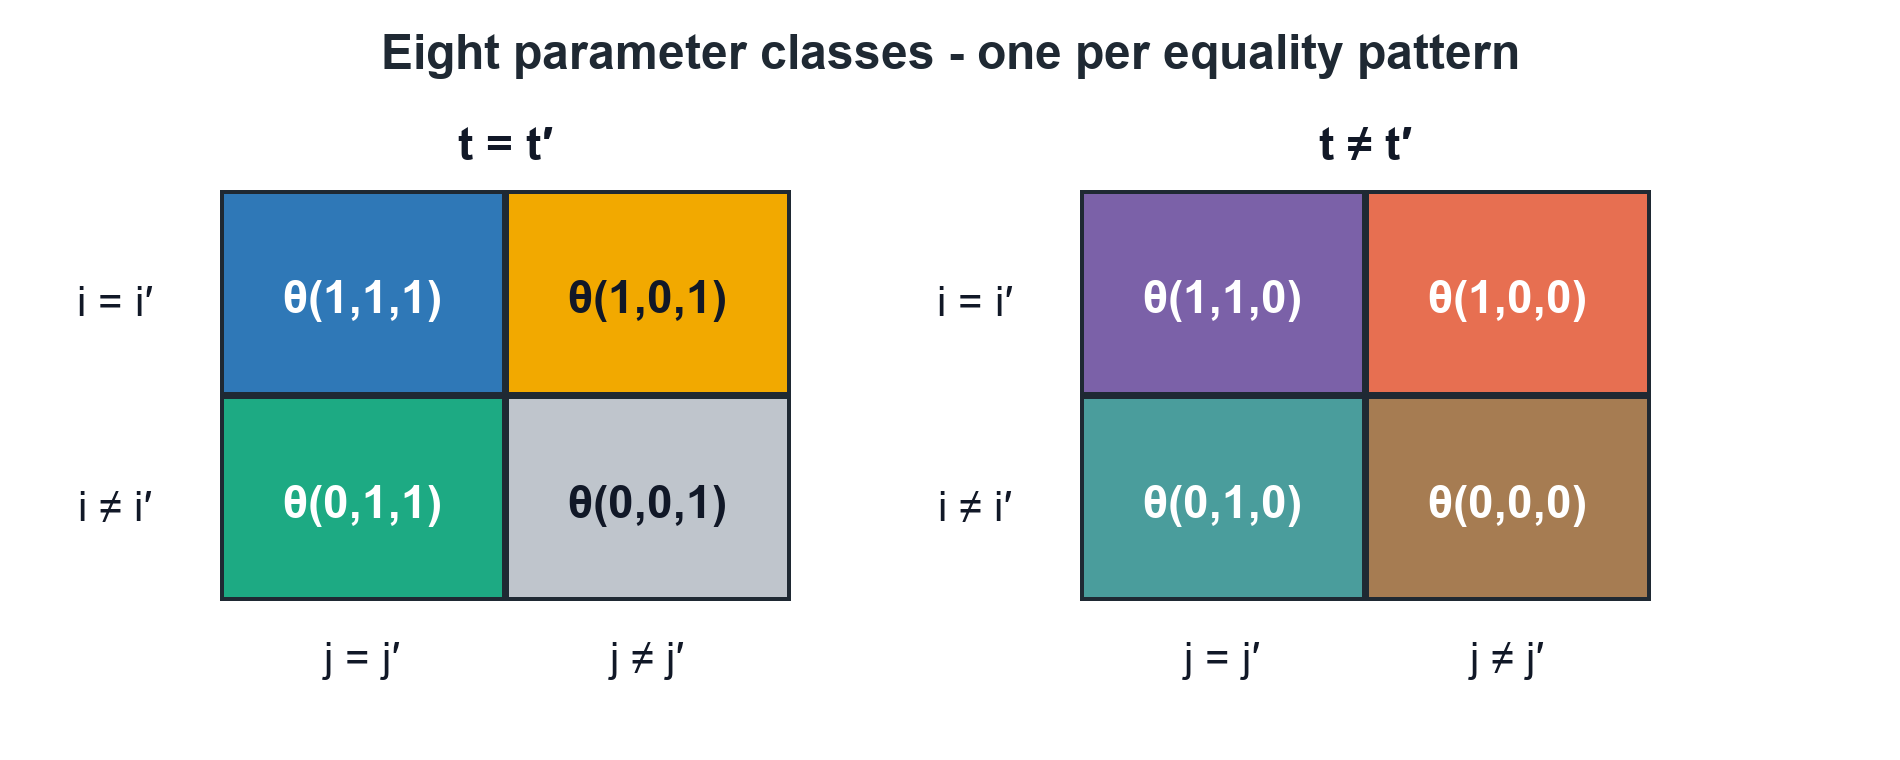 Eight parameter classes - one per equality pattern
t = t′
t ≠ t′
i = i′
θ(1,1,1)
θ(1,0,1)
i = i′
θ(1,1,0)
θ(1,0,0)
i ≠ i′
θ(0,1,1)
θ(0,0,1)
i ≠ i′
θ(0,1,0)
θ(0,0,0)
j = j′
j ≠ j′
j = j′
j ≠ j′